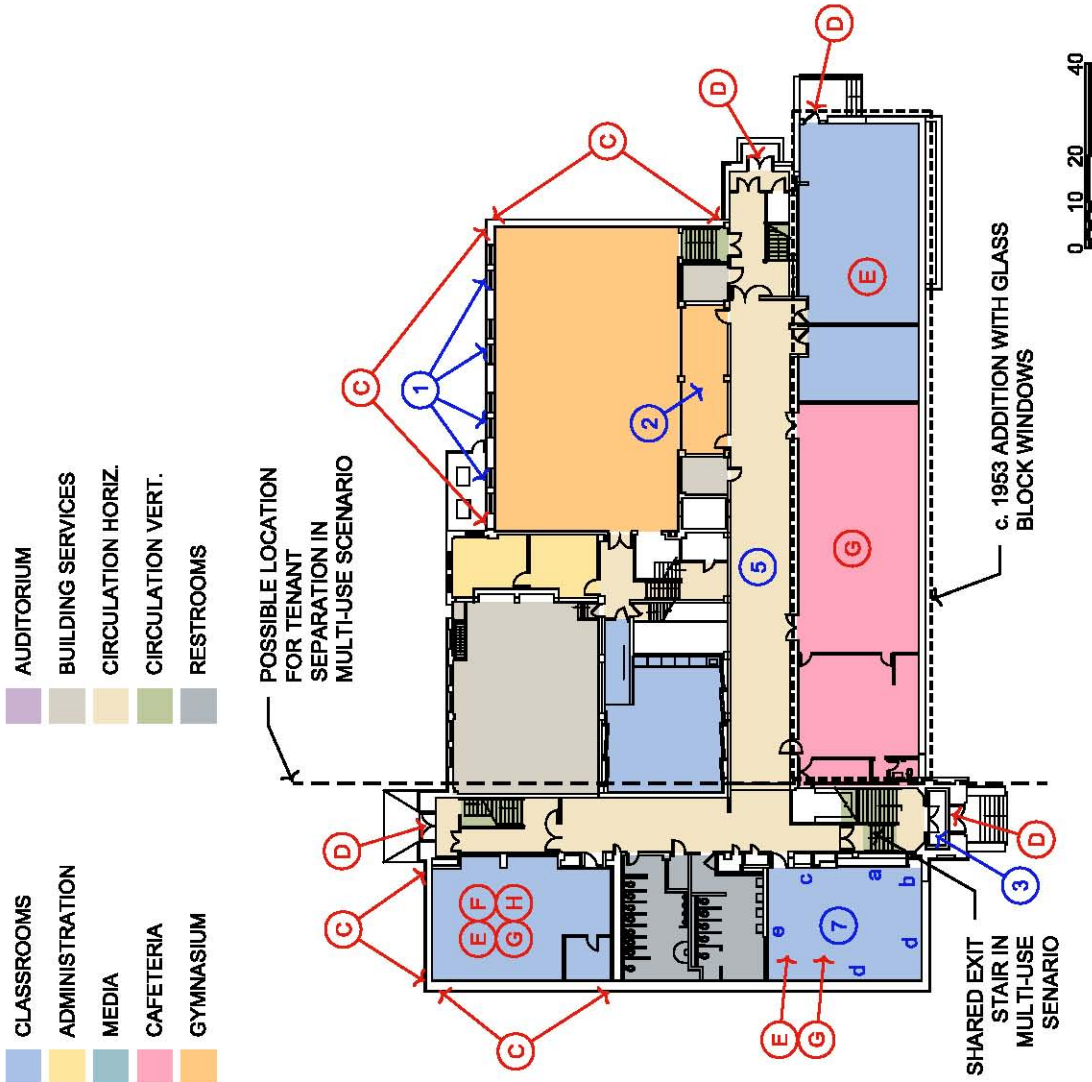 CLASSROOMS
ADMINISTRATION
MEDIA
CAFETERIA
GYMNASIUM
AUDITORIUM
BUILDING SERVICES
CIRCULATION HORIZ.
CIRCULATION VERT.
RESTROOMS
POSSIBLE LOCATION
FOR TENANT
SEPARATION IN
MULTI-USE SCENARIO
C
C
C
C
1
2
D
D
D
D
E
F
G
H
E
G
7
a
b
c
d
d
e
3
5
G
E
SHARED EXIT
STAIR IN
MULTI-USE
SENARIO
c. 1953 ADDITION WITH GLASS
BLOCK WINDOWS
0 10 20 40